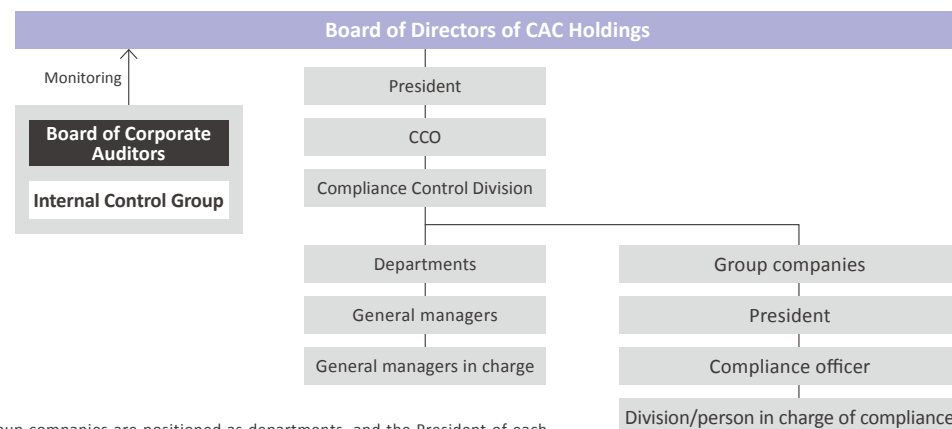 Board of Directors of CAC Holdings
Monitoring
President
Board of Corporate
Auditors
CCO
Internal Control Group
Compliance Control Division
Departments
Group companies
General managers
President
General managers in charge
Compliance officer
Division/person in charge of compliance
companies are positioned as departments, and the President of each